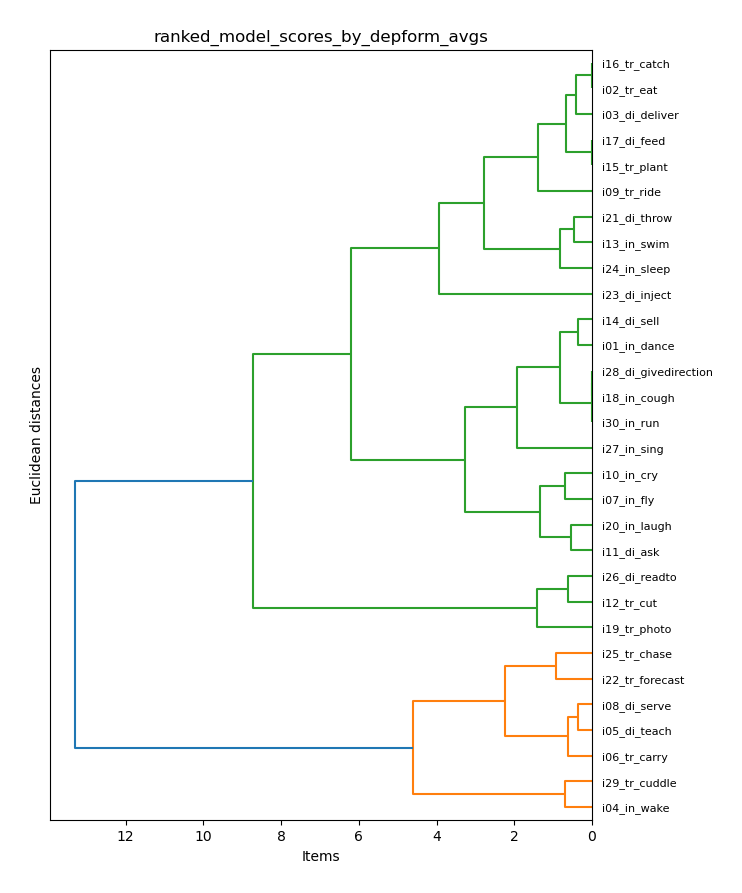 ranked_model_scores_by_depform_avgs
i16_tr_catch
i02_tr_eat
i03_di_deliver
i17_di_feed
i15_tr_plant
i09_tr_ride
i21_di_throw
i13_in_swim
i24_in_sleep
i23_di_inject
i14_di_sell
i01_in_dance
i28_di_givedirection
i18_in_cough
i30_in_run
i27_in_sing
i10_in_cry
i07_in_fly
i20_in_laugh
i11_di_ask
i26_di_readto
i12_tr_cut
i19_tr_photo
i25_tr_chase
i22_tr_forecast
i08_di_serve
i05_di_teach
i06_tr_carry
i29_tr_cuddle
i04_in_wake
Euclidean distances
12 10 8 6 4 2 0
Items